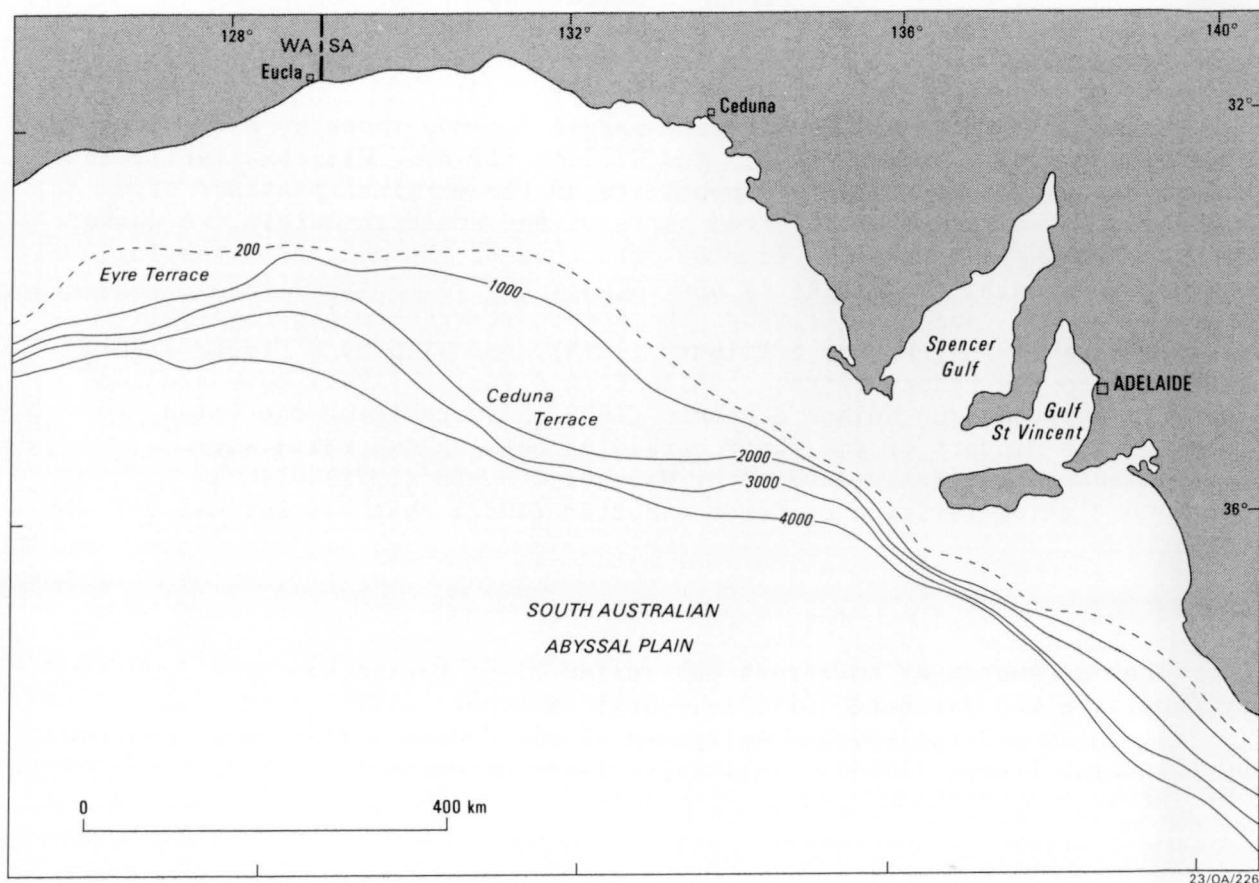 128°
132°
136°
140°
WA SA
Eucla
Ceduna
32°
200
Eyre Terrace
1000
Spencer
Gulf
ADELAIDE
Ceduna
Terrace
Gulf
St Vincent
2000
3000
4000
36°
SOUTH AUSTRALIAN
ABYSSAL PLAIN
0
400 km
23/OA/226